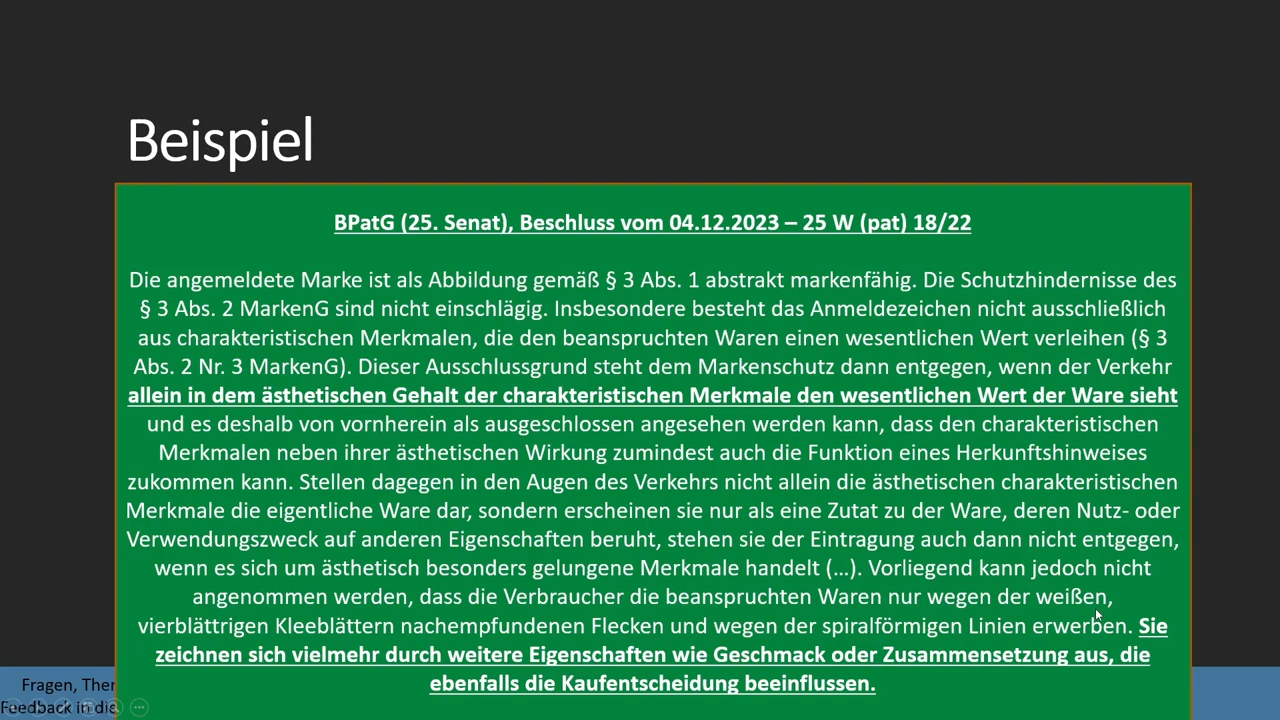 Beispiel
BPatG (25. Senat), Beschluss vom 04.12.2023 – 25 W (pat) 18/22
Die angemeldete Marke ist als Abbildung gemäß § 3 Abs. 1 abstrakt markenfähig. Die Schutzhindernisse des
§ 3 Abs. 2 MarkenG sind nicht einschlägig. Insbesondere besteht das Anmeldezeichen nicht ausschließlich
aus charakteristischen Merkmalen, die den beanspruchten Waren einen wesentlichen Wert verleihen (§ 3
Abs. 2 Nr. 3 MarkenG). Dieser Ausschlussgrund steht dem Markenschutz dann entgegen, wenn der Verkehr
allein in dem ästhetischen Gehalt der charakteristischen Merkmale den wesentlichen Wert der Ware sieht
und es deshalb von vornherein als ausgeschlossen angesehen werden kann, dass den charakteristischen
Merkmalen neben ihrer ästhetischen Wirkung zumindest auch die Funktion eines Herkunftshinweises
zukommen kann. Stellen dagegen in den Augen des Verkehrs nicht allein die ästhetischen charakteristischen
Merkmale die eigentliche Ware dar, sondern erscheinen sie nur als eine Zutat zu der Ware, deren Nutz- oder
Verwendungszweck auf anderen Eigenschaften beruht, stehen sie der Eintragung auch dann nicht entgegen,
wenn es sich um ästhetisch besonders gelungene Merkmale handelt (…). Vorliegend kann jedoch nicht
angenommen werden, dass die Verbraucher die beanspruchten Waren nur wegen der weißen,
vierblättrigen Kleeblättern nachempfundenen Flecken und wegen der spiralförmigen Linien erwerben. Sie
zeichnen sich vielmehr durch weitere Eigenschaften wie Geschmack oder Zusammensetzung aus, die
ebenfalls die Kaufentscheidung beeinflussen.
Fragen, Ther
Feedback in die